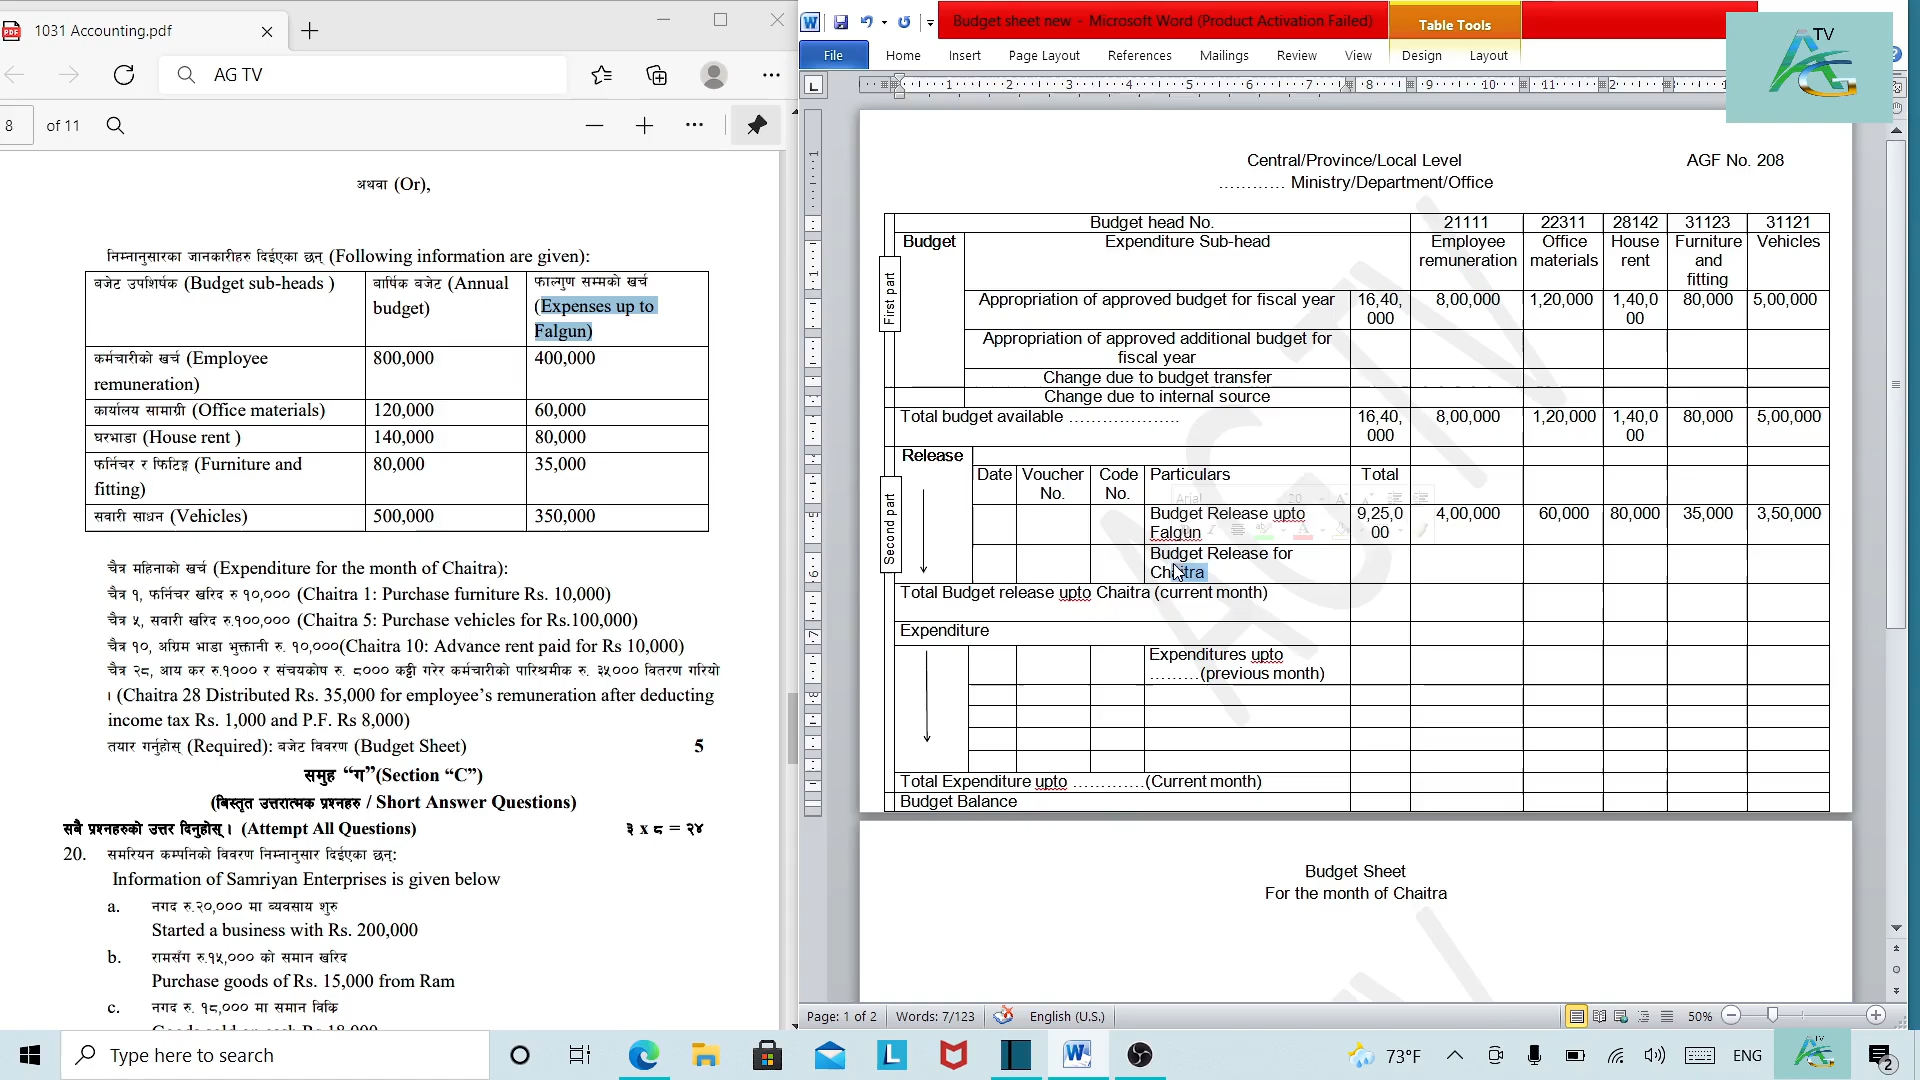 1031 Accounting.pdf
AG TV
8 of 11
अथवा (Or),
निम्नानुसारका जानकारीहरु दिईएका छन् (Following information are given):
बजेट उपशिर्षक (Budget sub-heads )
वार्षिक बजेट (Annual budget)
फाल्गुण सम्मको खर्च (Expenses up to Falgun)
कर्मचारीको खर्च (Employee remuneration) 800,000 400,000
कार्यालय सामाग्री (Office materials) 120,000 60,000
घरभाडा (House rent ) 140,000 80,000
फर्निचर र फिटिङ्ग (Furniture and fitting) 80,000 35,000
सवारी साधन (Vehicles) 500,000 350,000
चैत्र महिनाको खर्च (Expenditure for the month of Chaitra):
चैत्र १, फर्निचर खरिद रु १०,००० (Chaitra 1: Purchase furniture Rs. 10,000)
चैत्र ५, सवारी खरिद रु.१००,००० (Chaitra 5: Purchase vehicles for Rs.100,000)
चैत्र १०, अग्रिम भाडा भुक्तानी रु. १०,०००(Chaitra 10: Advance rent paid for Rs 10,000)
चैत्र २८, आय कर रु.१००० र संचयकोष रु. ८००० कट्टी गरेर कर्मचारीको पारिश्रमीक रु. ३५००० वितरण गरियो
। (Chaitra 28 Distributed Rs. 35,000 for employee's remuneration after deducting
income tax Rs. 1,000 and P.F. Rs 8,000)
तयार गर्नुहोस् (Required): बजेट विवरण (Budget Sheet) 5
समुह “ग”(Section “C”)
(बिस्तृत उत्तरात्मक प्रश्नहरु / Short Answer Questions)
सबै प्रश्नहरुको उत्तर दिनुहोस् । (Attempt All Questions) ३ x ८ = २४
20. समरियन कम्पनिको विवरण निम्नानुसार दिईएका छन्:
Information of Samriyan Enterprises is given below
a. नगद रु.२०,००० मा ब्यवसाय शुरु
Started a business with Rs. 200,000
b. रामसँग रु.१५,००० को समान खरिद
Purchase goods of Rs. 15,000 from Ram
c. नगद रु. १८,००० मा समान विक्रि
Budget sheet new - Microsoft Word (Product Activation Failed)
Table Tools
File Home Insert Page Layout References Mailings Review View Design Layout
TV
Central/Province/Local Level AGF No. 208
………… Ministry/Department/Office
First part
Budget head No. 21111 22311 28142 31123 31121
Budget Expenditure Sub-head Employee remuneration Office materials House rent Furniture and fitting Vehicles
Appropriation of approved budget for fiscal year 16,40,000 8,00,000 1,20,000 1,40,000 80,000 5,00,000
Appropriation of approved additional budget for fiscal year
Change due to budget transfer
Change due to internal source
Total budget available ……………….. 16,40,000 8,00,000 1,20,000 1,40,000 80,000 5,00,000
Second part
Release
Date Voucher No. Code No. Particulars Total
Budget Release upto Falgun 9,25,000 4,00,000 60,000 80,000 35,000 3,50,000
Budget Release for Chaitra
Total Budget release upto Chaitra (current month)
Expenditure
Expenditures upto ………(previous month)
Total Expenditure upto ………….(Current month)
Budget Balance
AG TV
Budget Sheet
For the month of Chaitra
Page: 1 of 2 Words: 7/123 English (U.S.) 50%
Type here to search
73°F ENG
TV
2